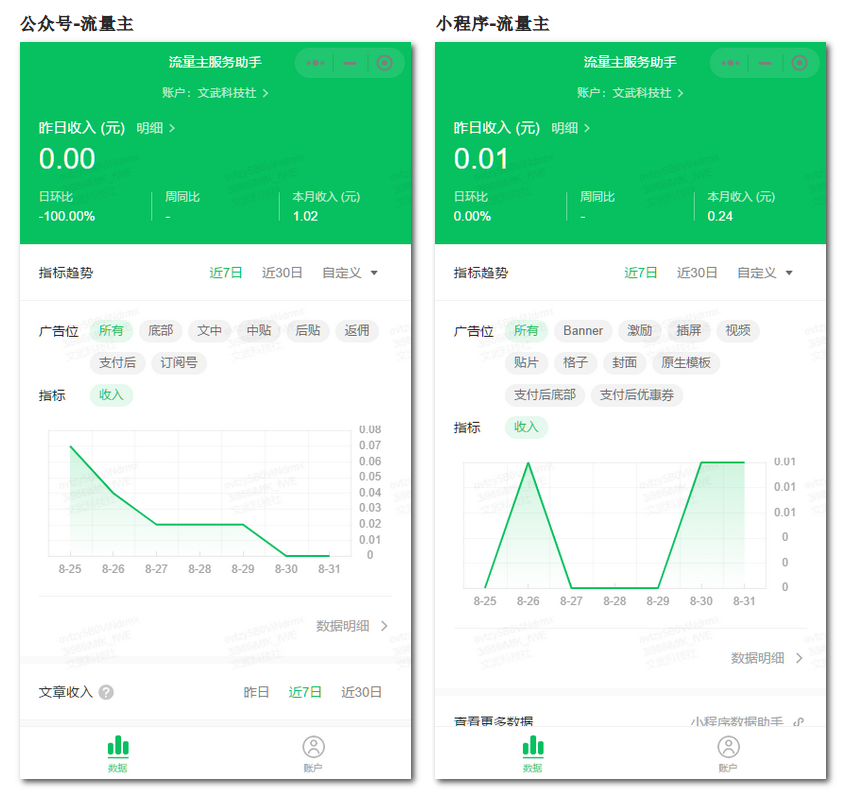 公众号-流量主
流量主服务助手
账户：文武科技社
昨日收入 (元) 明细
0.00
日环比 周同比 本月收入 (元)
-100.00% - 1.02
指标趋势 近7日 近30日 自定义
广告位 所有 底部 文中 中贴 后贴 返佣
支付后 订阅号
指标 收入
0.08
0.07
0.06
0.05
0.04
0.03
0.02
0.01
0
8-25 8-26 8-27 8-28 8-29 8-30 8-31
数据明细
文章收入 ? 昨日 近7日 近30日
数据 账户
小程序-流量主
流量主服务助手
账户：文武科技社
昨日收入 (元) 明细
0.01
日环比 周同比 本月收入 (元)
0.00% - 0.24
指标趋势 近7日 近30日 自定义
广告位 所有 Banner 激励 插屏 视频
贴片 格子 封面 原生模板
支付后底部 支付后优惠券
指标 收入
0.01
0.01
0.01
0
0
0
8-25 8-26 8-27 8-28 8-29 8-30 8-31
数据明细
查看更多数据 小程序数据助手
数据 账户